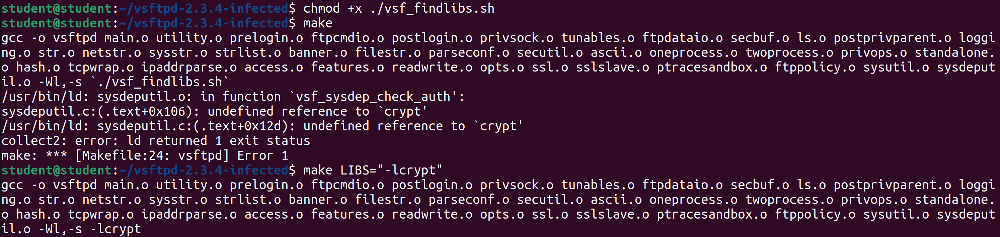 student@student:~/vsftpd-2.3.4-infected$ chmod +x ./vsf_findlibs.sh
student@student:~/vsftpd-2.3.4-infected$ make
gcc -o vsftpd main.o utility.o prelogin.o ftpcmdio.o postlogin.o privsock.o tunables.o ftpdataio.o secbuf.o ls.o postprivparent.o loggi
ng.o str.o netstr.o sysstr.o strlist.o banner.o filestr.o parseconf.o secutil.o ascii.o oneprocess.o twoprocess.o privops.o standalone.
o hash.o tcpwrap.o ipaddrparse.o access.o features.o readwrite.o opts.o ssl.o sslslave.o ptracesandbox.o ftppolicy.o sysutil.o sysdeput
il.o -Wl,-s `./vsf_findlibs.sh`
/usr/bin/ld: sysdeputil.o: in function `vsf_sysdep_check_auth':
sysdeputil.c:(.text+0x106): undefined reference to `crypt'
/usr/bin/ld: sysdeputil.c:(.text+0x12d): undefined reference to `crypt'
collect2: error: ld returned 1 exit status
make: *** [Makefile:24: vsftpd] Error 1
student@student:~/vsftpd-2.3.4-infected$ make LIBS="-lcrypt"
gcc -o vsftpd main.o utility.o prelogin.o ftpcmdio.o postlogin.o privsock.o tunables.o ftpdataio.o secbuf.o ls.o postprivparent.o loggi
ng.o str.o netstr.o sysstr.o strlist.o banner.o filestr.o parseconf.o secutil.o ascii.o oneprocess.o twoprocess.o privops.o standalone.
o hash.o tcpwrap.o ipaddrparse.o access.o features.o readwrite.o opts.o ssl.o sslslave.o ptracesandbox.o ftppolicy.o sysutil.o sysdeput
il.o -Wl,-s -lcrypt